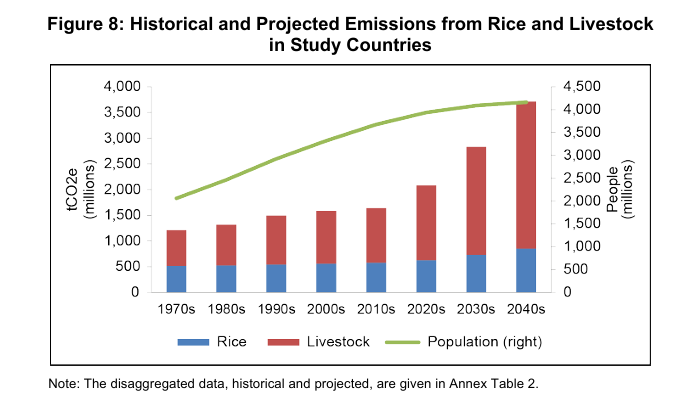 Figure 8: Historical and Projected Emissions from Rice and Livestock
in Study Countries
4,000
3,500
3,000
2,500
2,000
1,500
1,000
500
0
tCO2e
(millions)
4,500
4,000
3,500
3,000
2,500
2,000
1,500
1,000
500
0
People
(millions)
1970s 1980s 1990s 2000s 2010s 2020s 2030s 2040s
Rice Livestock Population (right)
Note: The disaggregated data, historical and projected, are given in Annex Table 2.